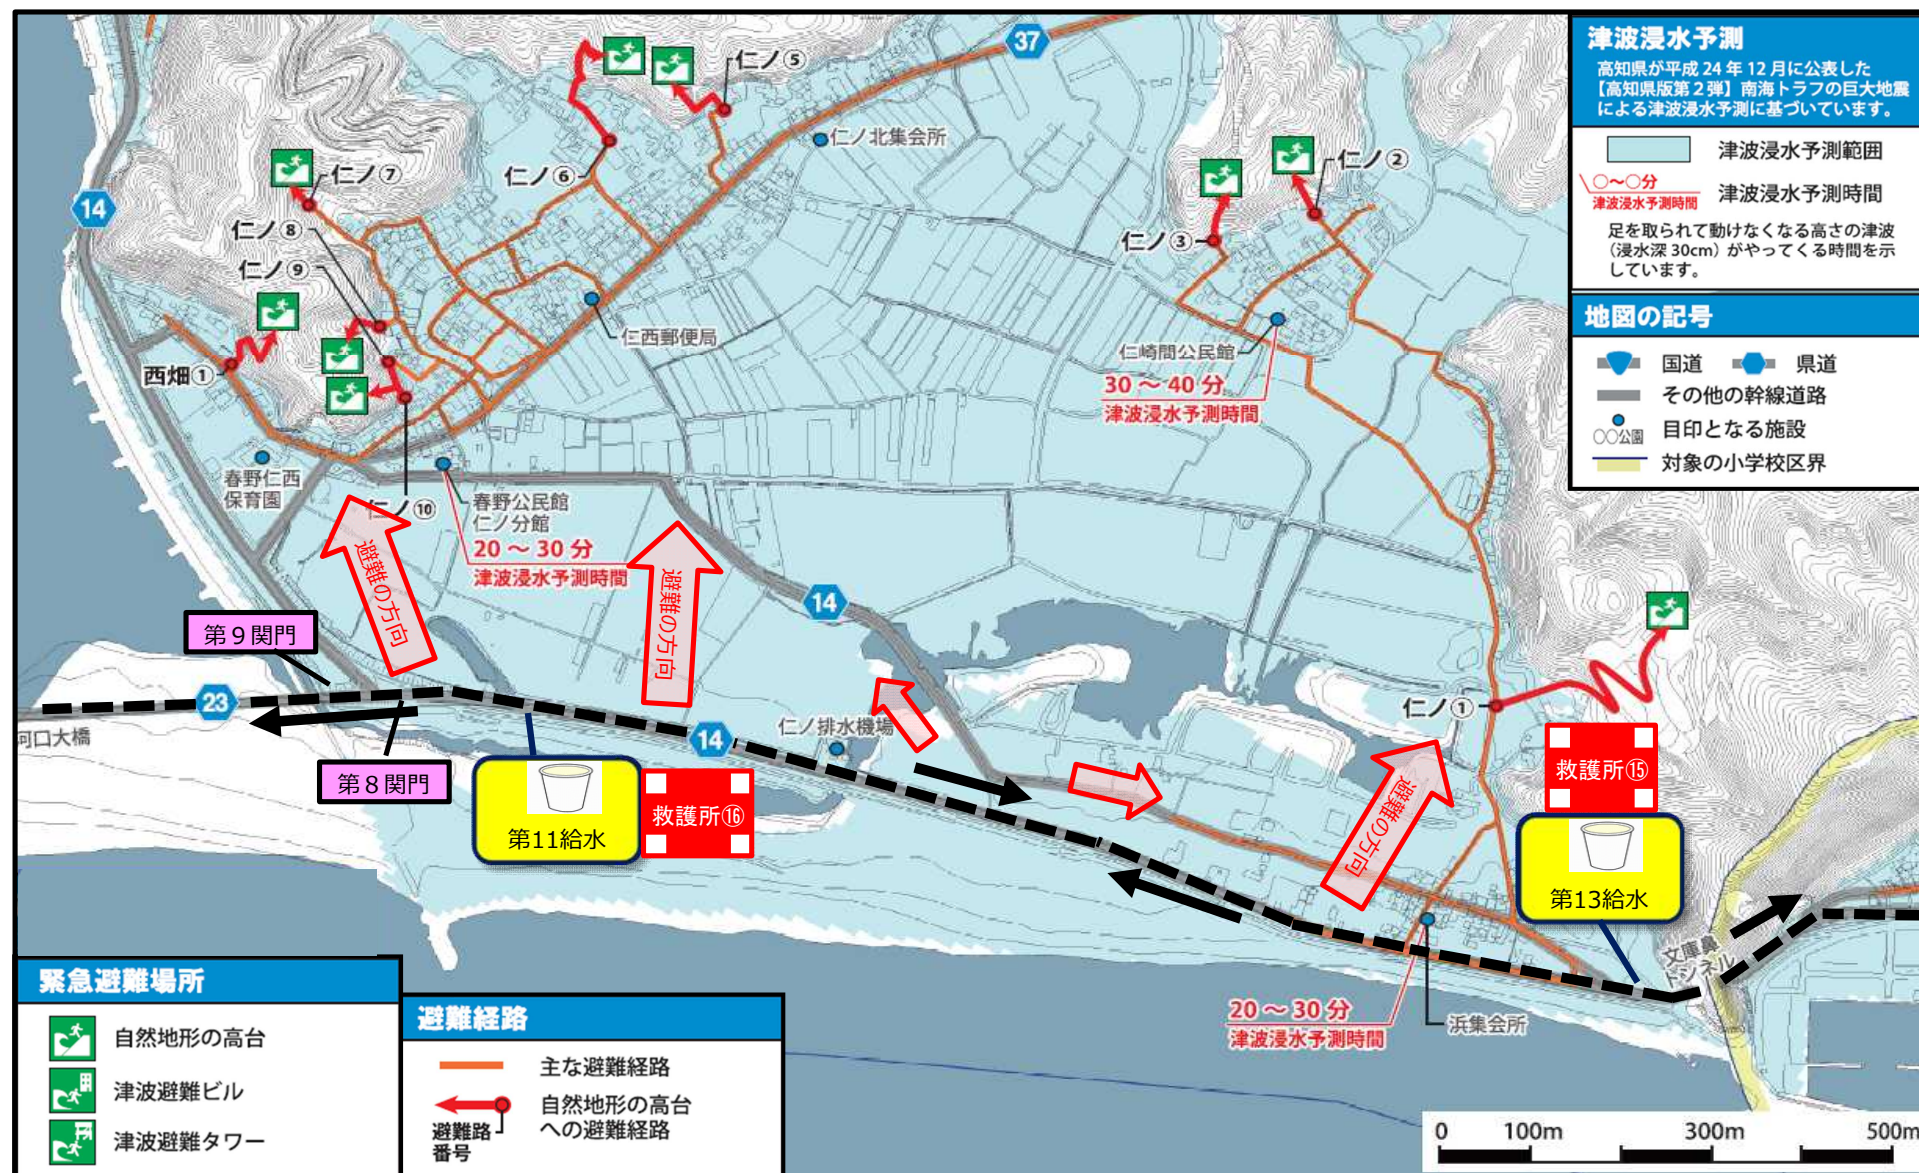 津波浸水予測
高知県が平成 24 年 12 月に公表した
【高知県版第２弾】南海トラフの巨大地震
による津波浸水予測に基づいています。
津波浸水予測範囲
○～○分
津波浸水予測時間
津波浸水予測時間
足を取られて動けなくなる高さの津波
（浸水深 30cm）がやってくる時間を示
しています。
地図の記号
国道
県道
その他の幹線道路
○○公園
目印となる施設
対象の小学校区界
37
仁ノ⑤
仁ノ北集会所
仁ノ⑥
仁ノ⑦
仁ノ②
14
仁ノ⑧
仁ノ③
仁ノ⑨
仁西郵便局
仁崎間公民館
西畑①
30 ～ 40 分
津波浸水予測時間
春野仁西
保育園
仁ノ⑩
春野公民館
仁ノ分館
20 ～ 30 分
津波浸水予測時間
避難の方向
避難の方向
14
第９関門
23
河口大橋
第８関門
14
仁ノ排水機場
仁ノ①
救護所⑮
第11給水
救護所⑯
避難の方向
第13給水
文庫鼻
トンネル
20 ～ 30 分
津波浸水予測時間
浜集会所
緊急避難場所
自然地形の高台
津波避難ビル
津波避難タワー
避難経路
主な避難経路
自然地形の高台
への避難経路
避難路
番号
0 100m 300m 500m